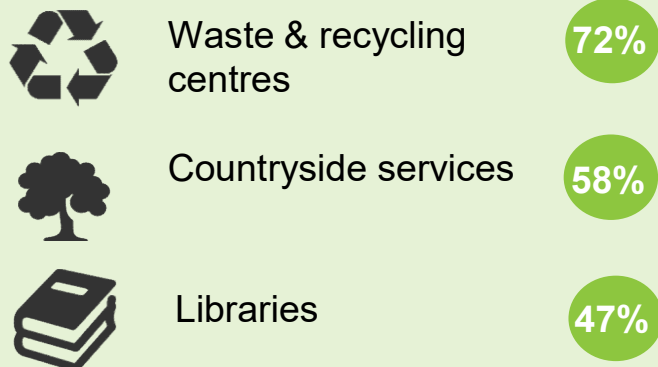 Waste & recycling 72%
centres
Countryside services 58%
Libraries 47%